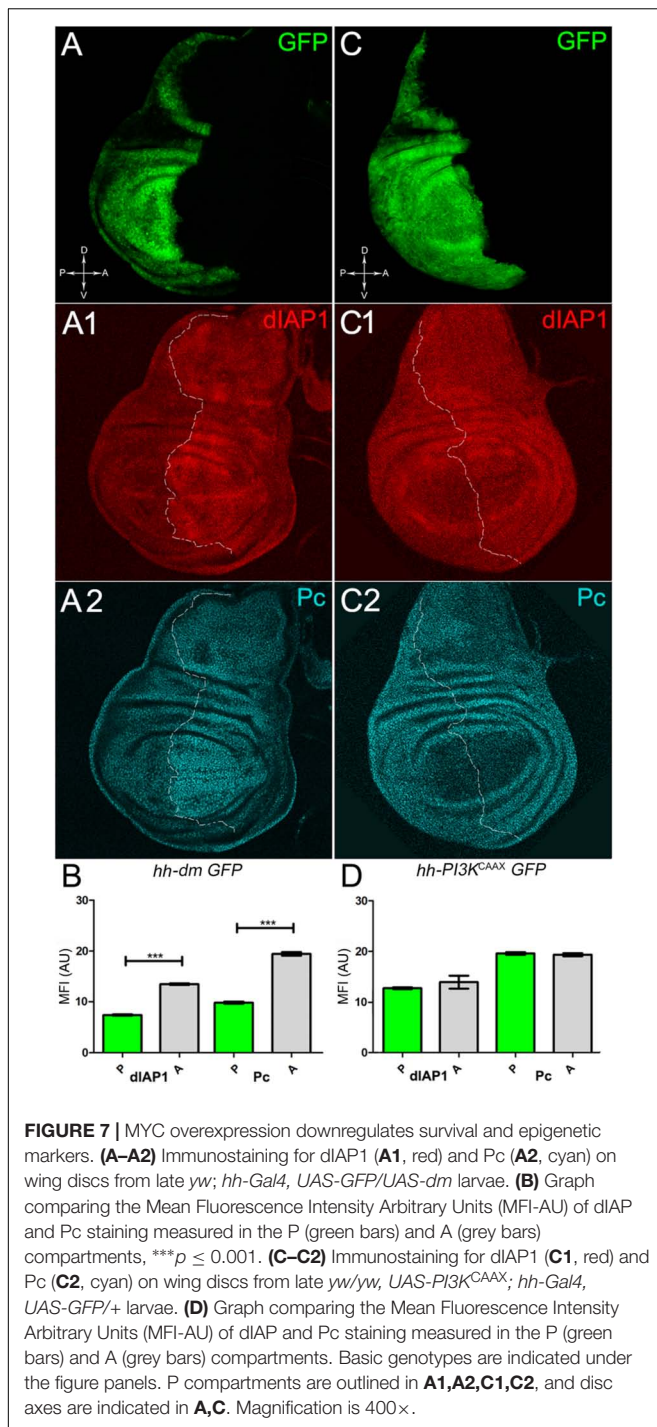 A
GFP
C
GFP
D
P
A
V
D
P
A
V
A1
dIAP1
C1
dIAP1
A2
Pc
C2
Pc
B
hh-dm GFP
D
hh-PI3K^CAAX GFP
MFI (AU)
30
20
10
0
***
***
P
A
P
A
dIAP1
Pc
MFI (AU)
30
20
10
0
P
A
P
A
dIAP1
Pc
FIGURE 7 | MYC overexpression downregulates survival and epigenetic
markers. (A–A2) Immunostaining for dIAP1 (A1, red) and Pc (A2, cyan) on
wing discs from late yw; hh-Gal4, UAS-GFP/UAS-dm larvae. (B) Graph
comparing the Mean Fluorescence Intensity Arbitrary Units (MFI-AU) of dIAP
and Pc staining measured in the P (green bars) and A (grey bars)
compartments, ***p ≤ 0.001. (C–C2) Immunostaining for dIAP1 (C1, red) and
Pc (C2, cyan) on wing discs from late yw/yw, UAS-PI3K^CAAX; hh-Gal4,
UAS-GFP/+ larvae. (D) Graph comparing the Mean Fluorescence Intensity
Arbitrary Units (MFI-AU) of dIAP and Pc staining measured in the P (green
bars) and A (grey bars) compartments. Basic genotypes are indicated under
the figure panels. P compartments are outlined in A1,A2,C1,C2, and disc
axes are indicated in A,C. Magnification is 400×.